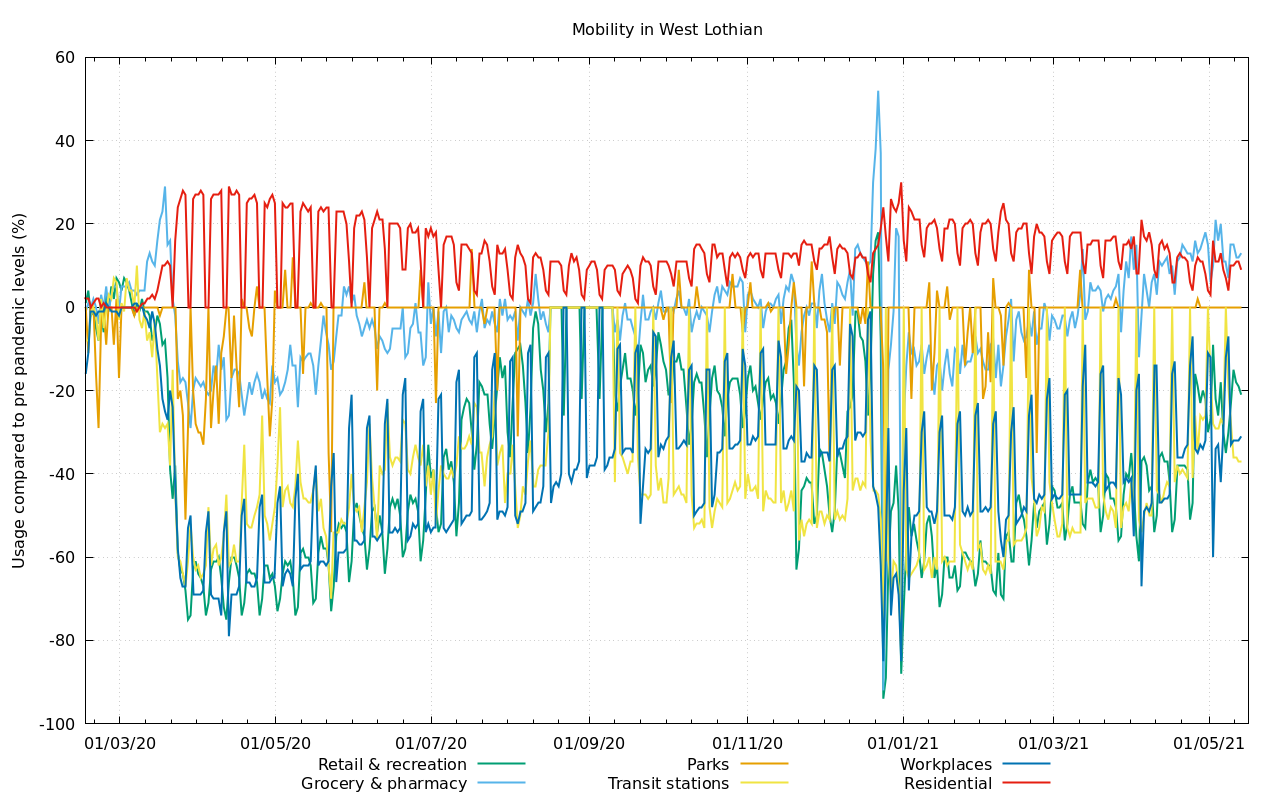 Mobility in West Lothian
Usage compared to pre pandemic levels (%)
60
40
20
0
-20
-40
-60
-80
-100
01/03/20 01/05/20 01/07/20 01/09/20 01/11/20 01/01/21 01/03/21 01/05/21
Retail & recreation Parks Workplaces
Grocery & pharmacy Transit stations Residential